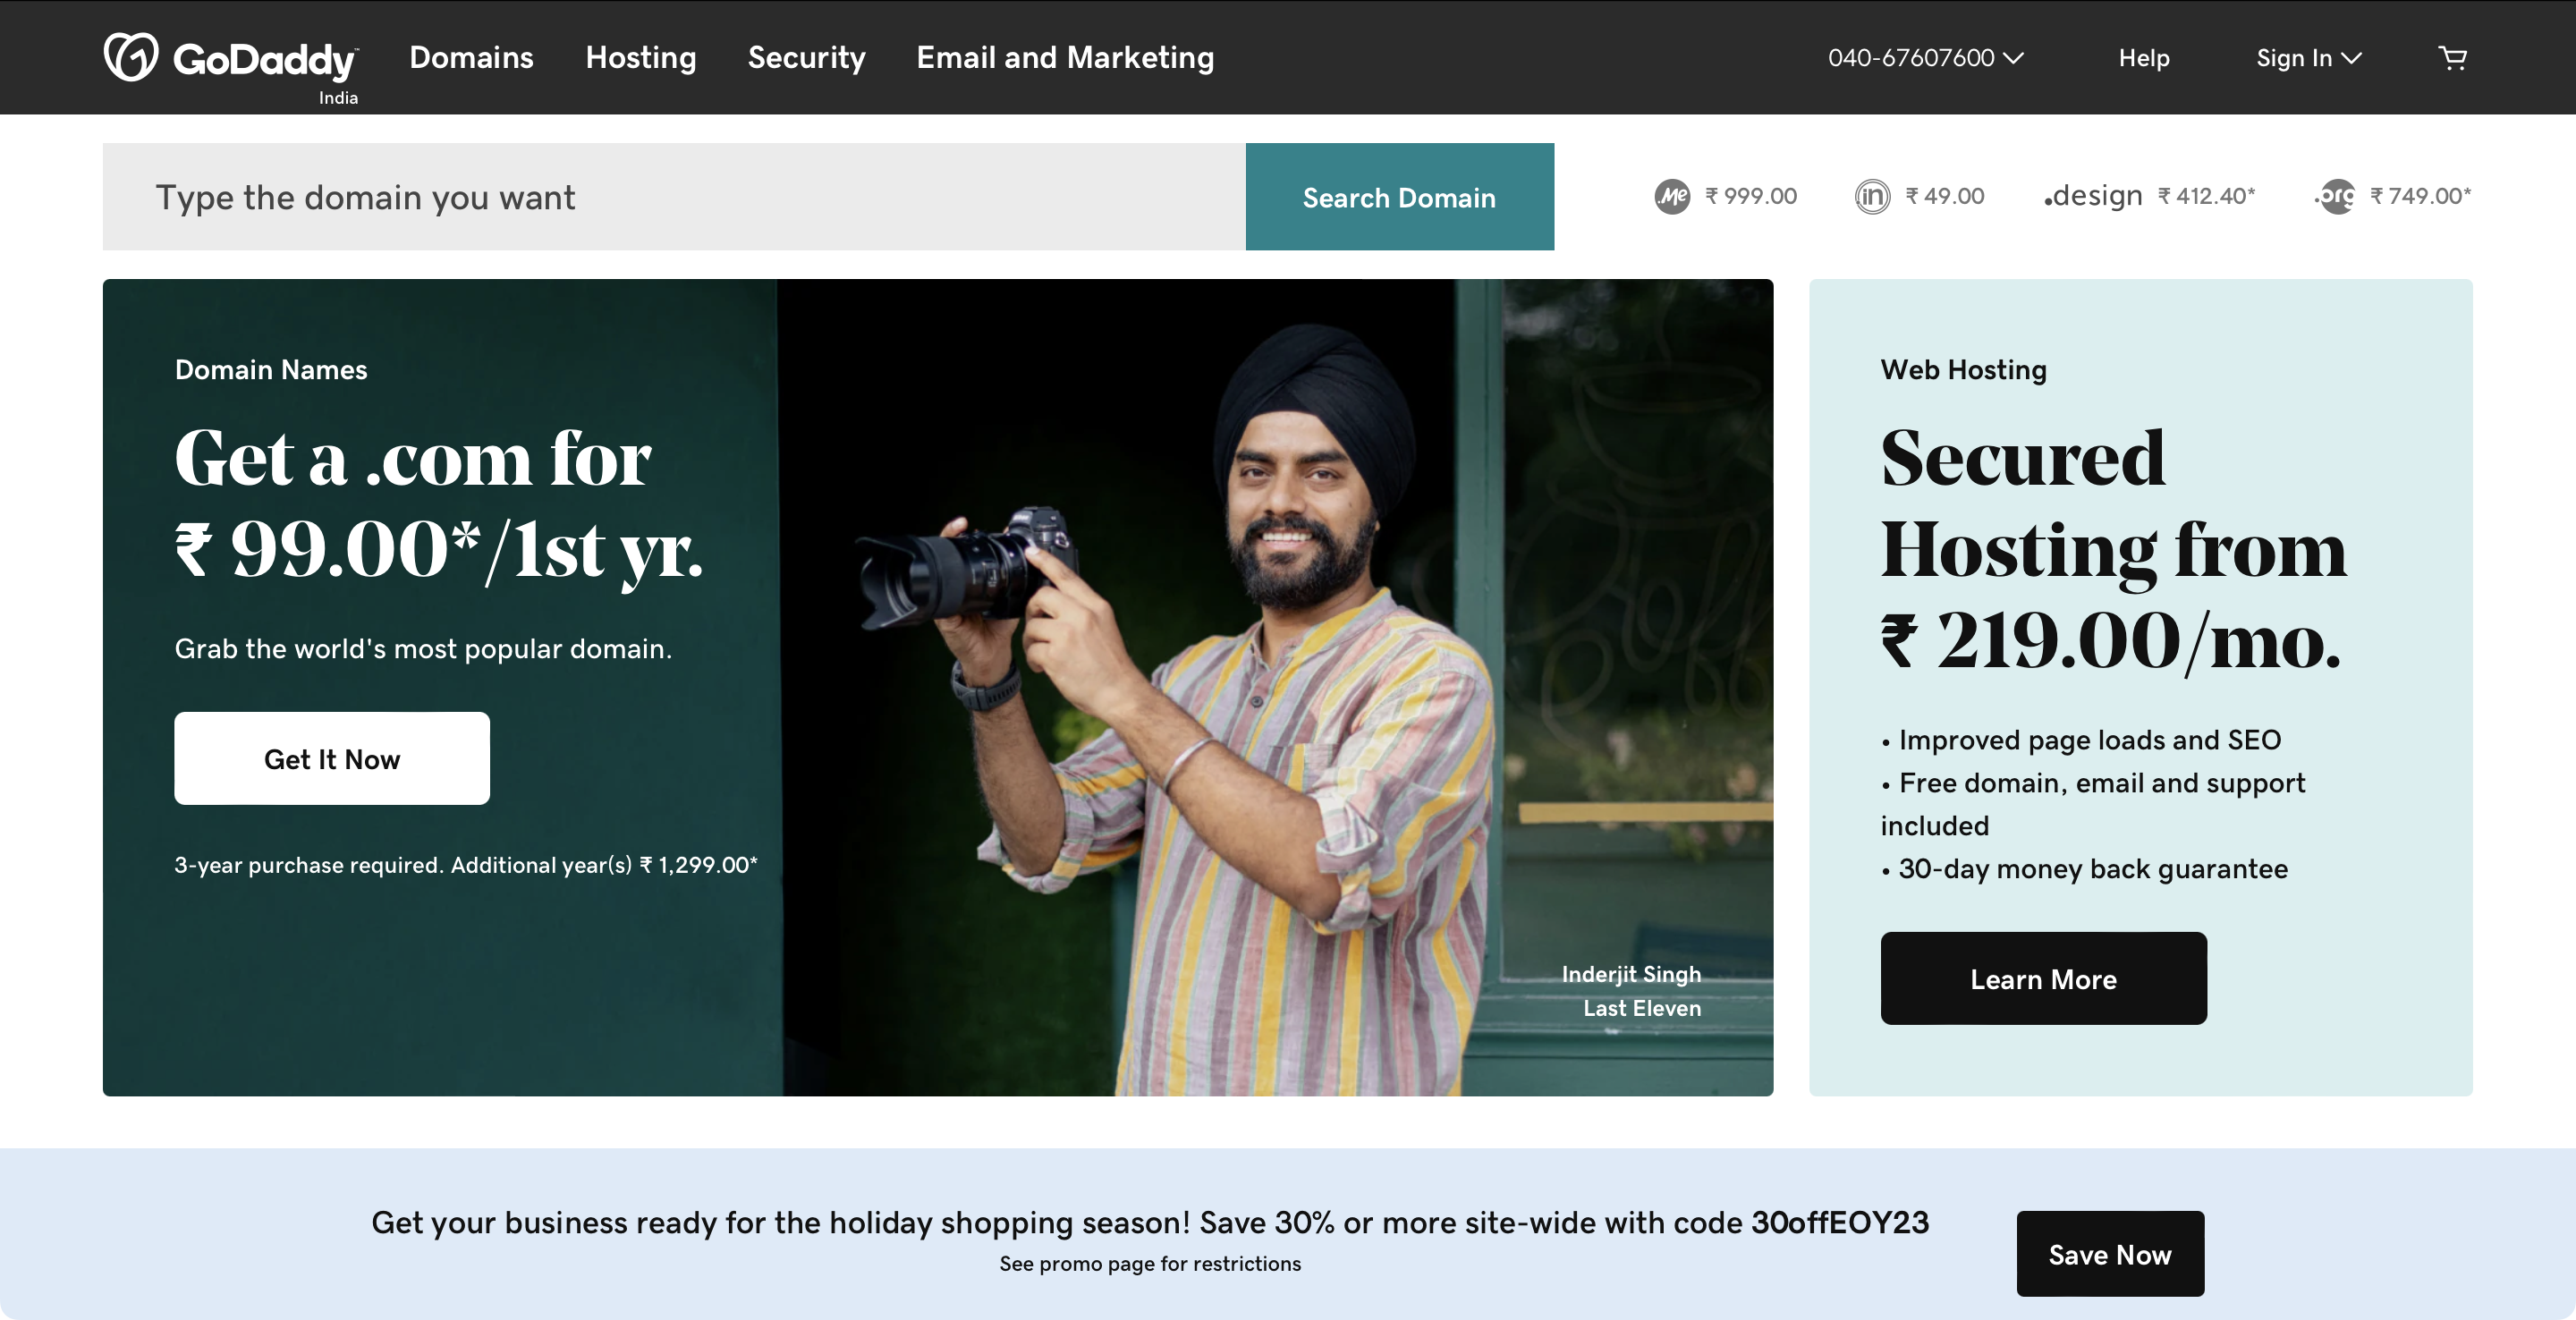 GoDaddy™
India
Domains
Hosting
Security
Email and Marketing
040-67607600
Help
Sign In
Type the domain you want
Search Domain
.Me ₹ 999.00
.in ₹ 49.00
.design ₹ 412.40*
.org ₹ 749.00*
Domain Names
Get a .com for
₹ 99.00*/1st yr.
Grab the world's most popular domain.
Get It Now
3-year purchase required. Additional year(s) ₹ 1,299.00*
Inderjit Singh
Last Eleven
Web Hosting
Secured
Hosting from
₹ 219.00/mo.
• Improved page loads and SEO
• Free domain, email and support
included
• 30-day money back guarantee
Learn More
Get your business ready for the holiday shopping season! Save 30% or more site-wide with code 30offEOY23
See promo page for restrictions
Save Now